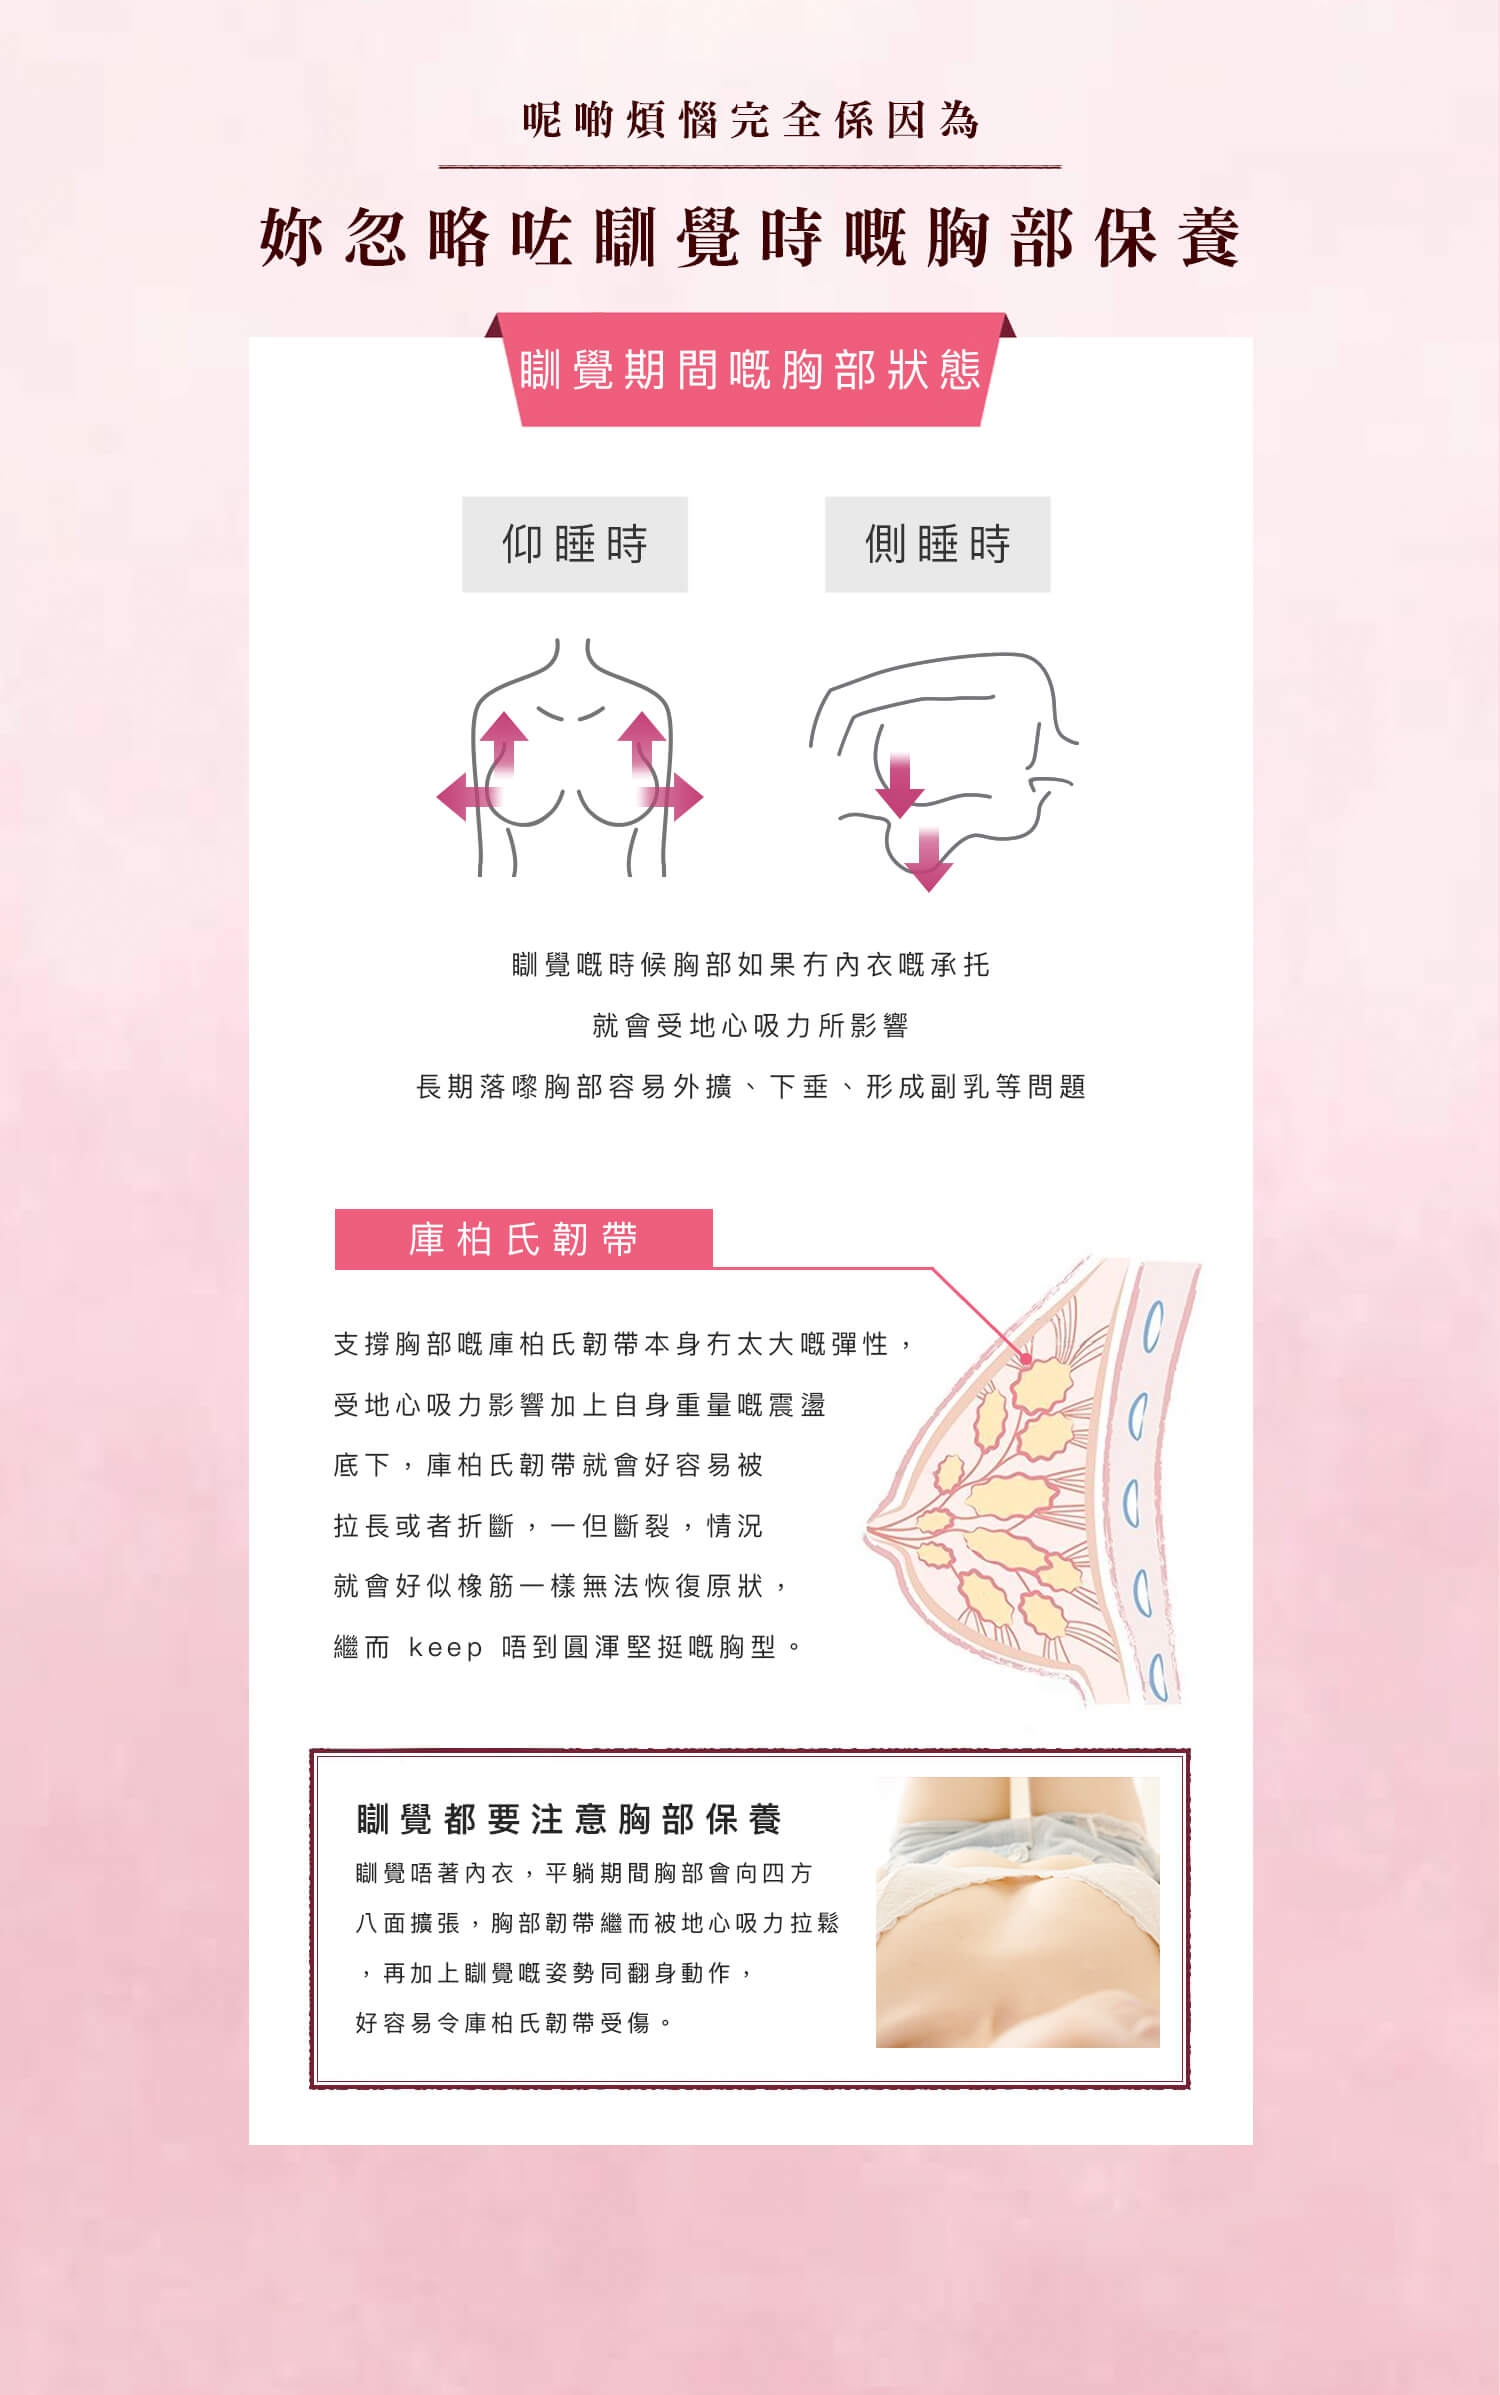 呢啲煩惱完全係因為
妳忽略咗瞓覺時嘅胸部保養
瞓覺期間嘅胸部狀態
仰睡時
側睡時
瞓覺嘅時候胸部如果冇內衣嘅承托
就會受地心吸力所影響
長期落嚟胸部容易外擴、下垂、形成副乳等問題
庫柏氏韌帶
支撐胸部嘅庫柏氏韌帶本身冇太大嘅彈性，
受地心吸力影響加上自身重量嘅震盪
底下，庫柏氏韌帶就會好容易被
拉長或者折斷，一但斷裂，情況
就會好似橡筋一樣無法恢復原狀，
繼而 keep 唔到圓渾堅挺嘅胸型。
瞓覺都要注意胸部保養
瞓覺唔著內衣，平躺期間胸部會向四方
八面擴張，胸部韌帶繼而被地心吸力拉鬆
，再加上瞓覺嘅姿勢同翻身動作，
好容易令庫柏氏韌帶受傷。